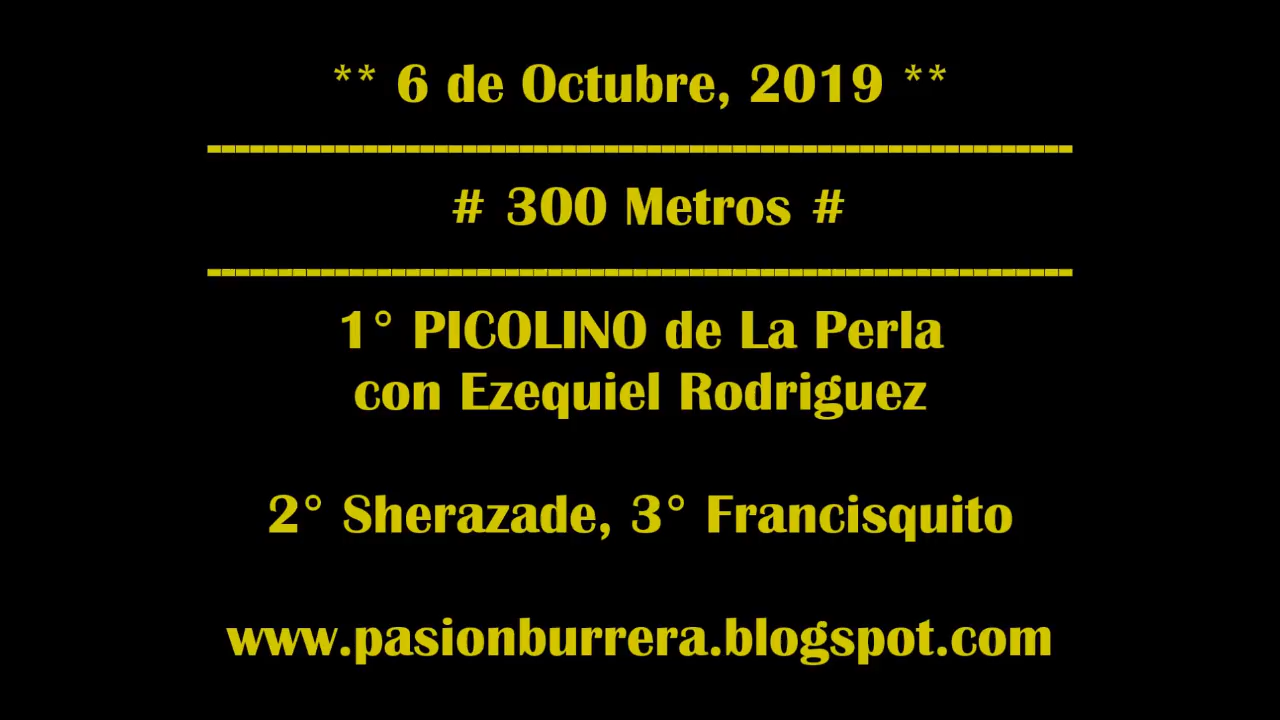 ** 6 de Octubre, 2019 **
-------------------------------------------------------------
# 300 Metros #
-------------------------------------------------------------
1° PICOLINO de La Perla
con Ezequiel Rodriguez
2° Sherazade, 3° Francisquito
www.pasionburrera.blogspot.com